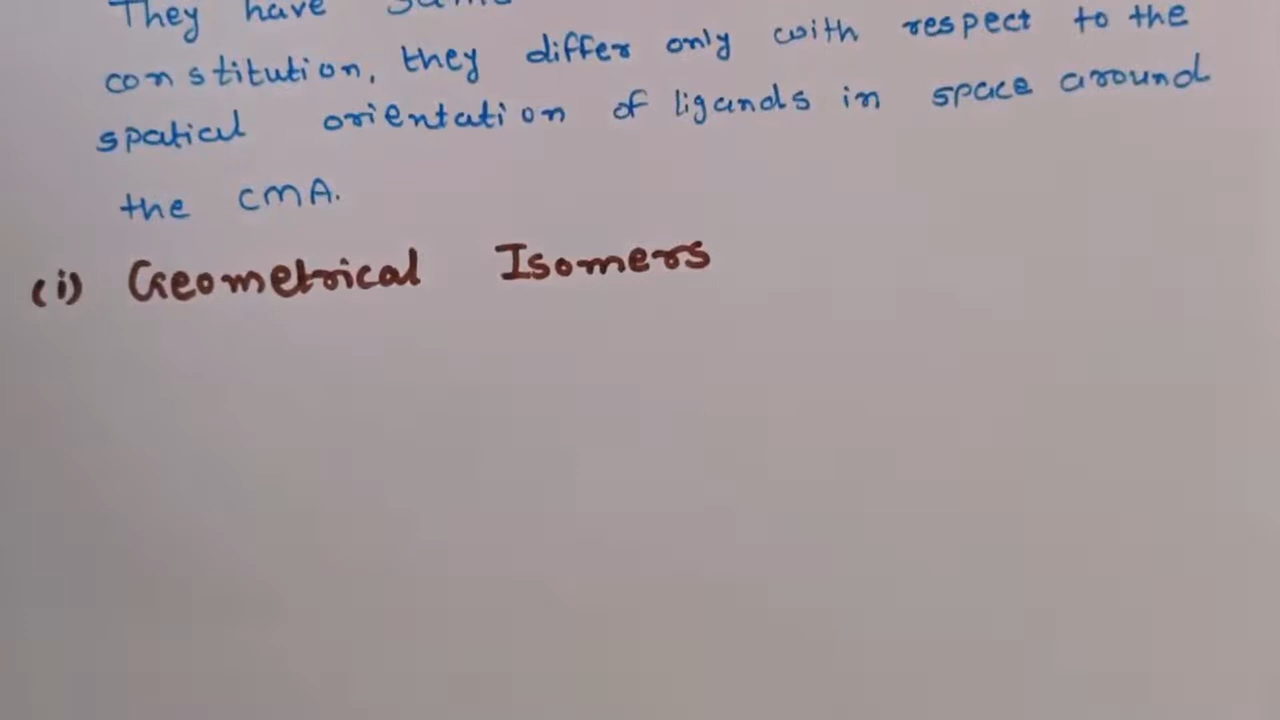 They have
constitution, they differ only with respect to the
spatial orientation of ligands in space around
the CMA.
(i) Geometrical Isomers